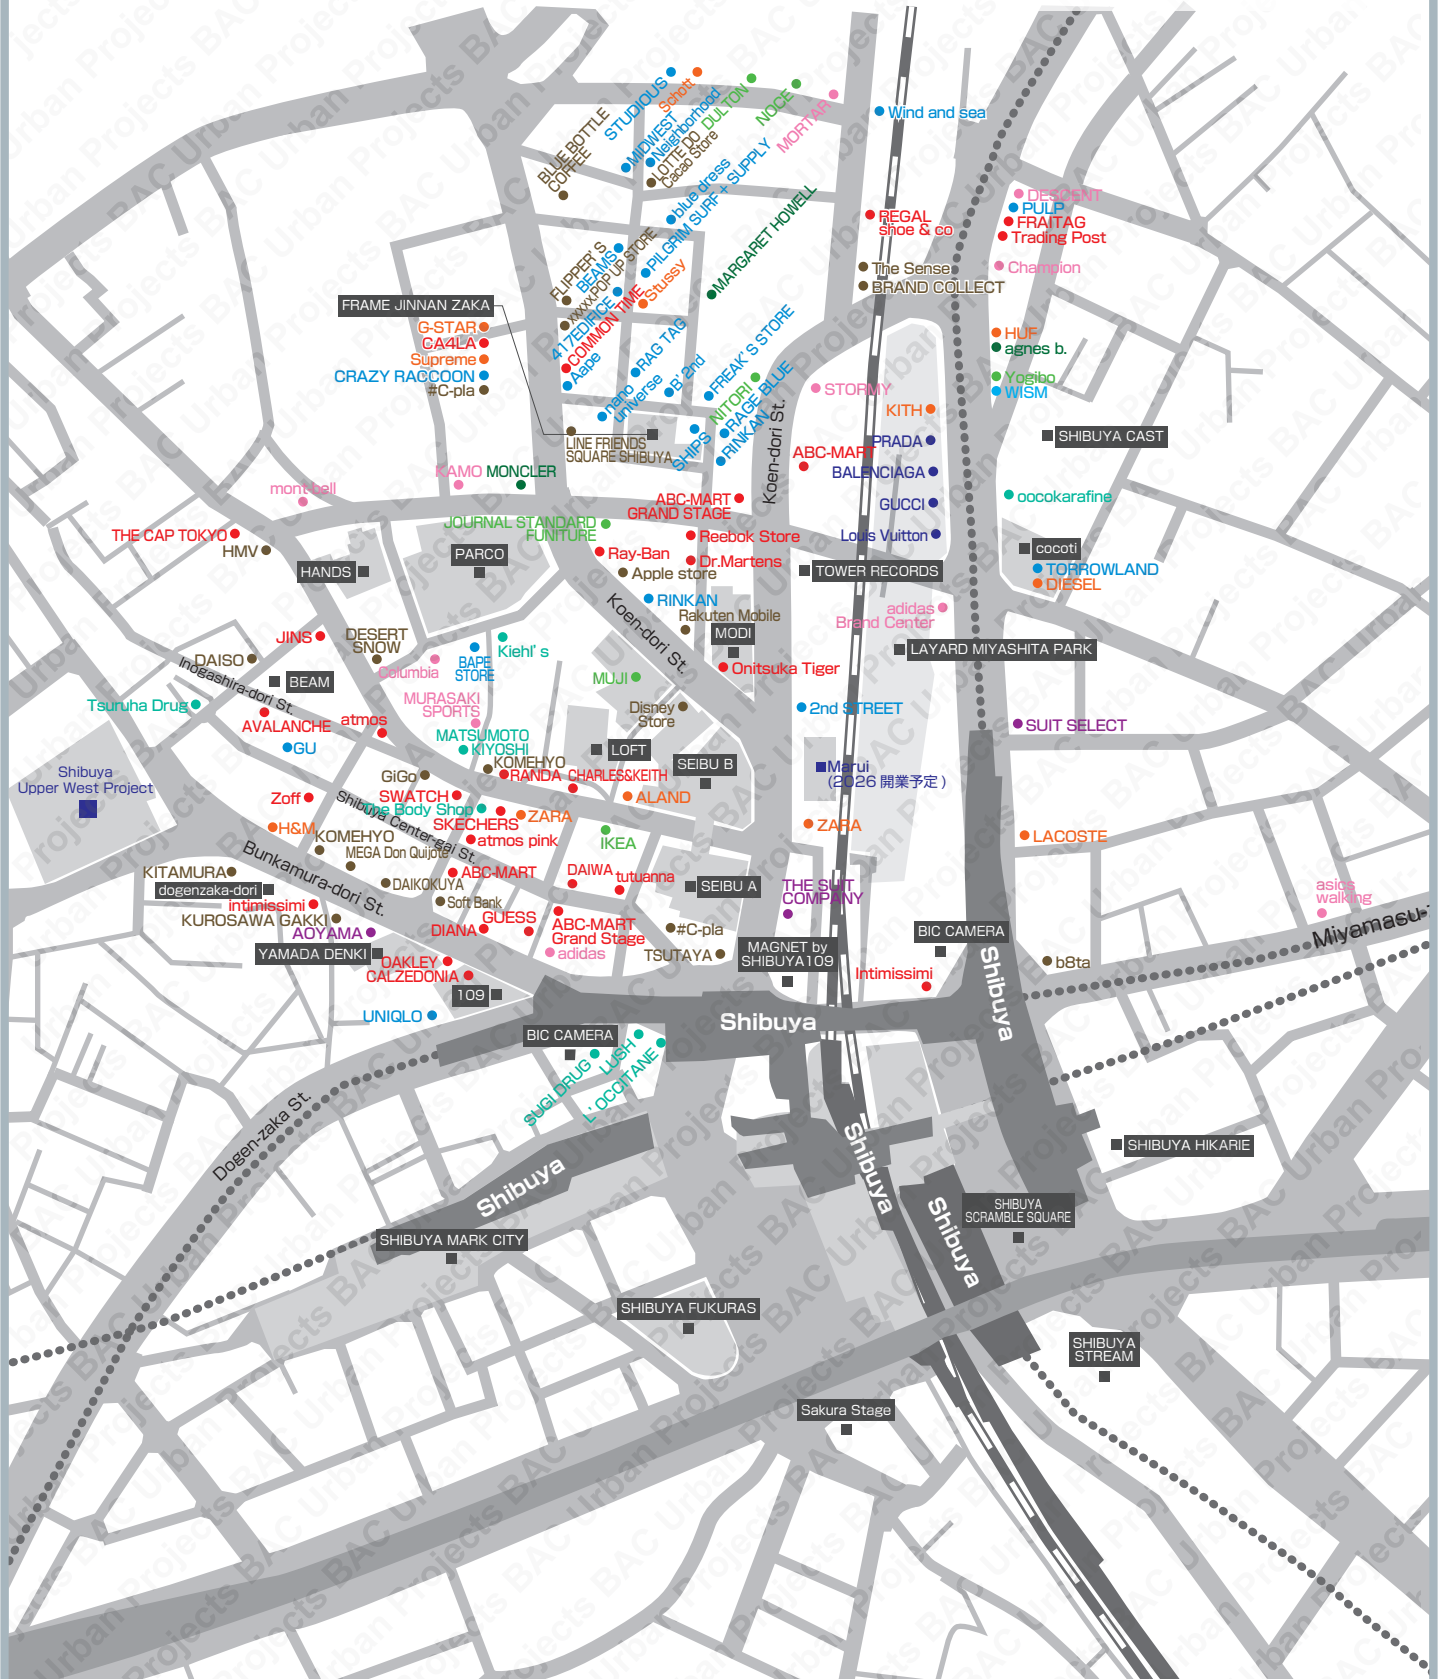 STUDIOUS
Schott
MIDWEST
Neighborhood
DULTON
NOCE
MORTAR
Wind and sea
BLUE BOTTLE
COFFEE
LOTTE DO
Cacao Store
blue dress
PILGRIM SURF + SUPPLY
MARGARET HOWELL
REGAL
shoe & co
DESCENT
PULP
FRAITAG
Trading Post
Champion
The Sense
BRAND COLLECT
FLIPPER'S
BEAMS
xxxxx.POP UP STORE
Stussy
417EDIFICE
COMMON TIME
Aape
FRAME JINNAN ZAKA
G-STAR
CA4LA
Supreme
CRAZY RACCOON
#C-pla
RAG TAG
B'2nd
nano
universe
FREAK'S STORE
NITORI
RAGE BLUE
RINKAN
SHIPS
LINE FRIENDS
SQUARE SHIBUYA
HUF
agnes b.
Yogibo
WISM
STORMY
KITH
PRADA
ABC-MART
BALENCIAGA
GUCCI
Louis Vuitton
SHIBUYA CAST
oocokarafine
cocoti
TORROWLAND
DIESEL
Koen-dori St.
KAMO
MONCLER
mont-bell
THE CAP TOKYO
HMV
HANDS
PARCO
JOURNAL STANDARD
FUNITURE
ABC-MART
GRAND STAGE
Reebok Store
Ray-Ban
Dr.Martens
Apple store
RINKAN
Rakuten Mobile
MODI
Onitsuka Tiger
Koen-dori St.
TOWER RECORDS
adidas
Brand Center
LAYARD MIYASHITA PARK
JINS
DESERT
SNOW
DAISO
Inogashira-dori St.
BEAM
Columbia
BAPE
STORE
Kiehl's
MUJI
Disney
Store
2nd STREET
SUIT SELECT
Tsuruha Drug
AVALANCHE
atmos
MURASAKI
SPORTS
MATSUMOTO
KIYOSHI
LOFT
SEIBU B
GU
GiGo
KOMEHYO
RANDA
CHARLES&KEITH
Marui
(2026 開業予定)
Shibuya
Upper West Project
Zoff
Shibuya Center-gai St.
SWATCH
The Body Shop
SKECHERS
ZARA
ALAND
ZARA
LACOSTE
H&M
KOMEHYO
MEGA Don Quijote
atmos pink
IKEA
Bunkamura-dori St.
KITAMURA
dogenzaka-dori
ABC-MART
DAIKOKUYA
DAIWA
tutuanna
SEIBU A
THE SUIT
COMPANY
asics
walking
intimissimi
Soft Bank
KUROSAWA GAKKI
AOYAMA
GUESS
DIANA
ABC-MART
Grand Stage
#C-pla
adidas
TSUTAYA
MAGNET by
SHIBUYA109
BIC CAMERA
YAMADA DENKI
OAKLEY
CALZEDONIA
109
Intimissimi
b8ta
Shibuya
UNIQLO
Shibuya
BIC CAMERA
SUGI DRUG
LUSH
L'OCCITANE
Dogen-zaka St.
Shibuya
Shibuya
Shibuya
SHIBUYA HIKARIE
SHIBUYA
SCRAMBLE SQUARE
SHIBUYA MARK CITY
SHIBUYA FUKURAS
SHIBUYA
STREAM
Sakura Stage